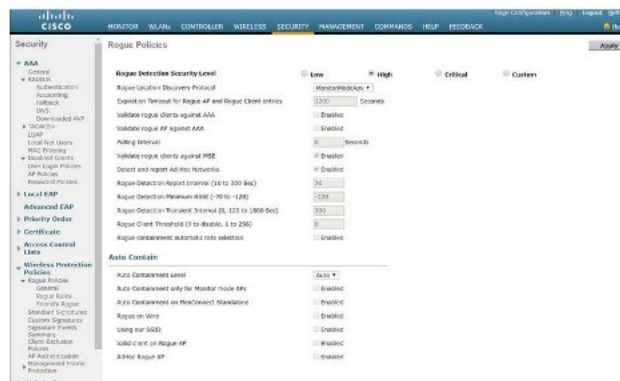 Save Configuration | Ping | Logout
CISCO
MONITOR WLANs CONTROLLER WIRELESS SECURITY MANAGEMENT COMMANDS HELP FEEDBACK
Security
Rogue Policies
Apply
AAA
General
RADIUS
Authentication
Accounting
Fallback
DNS
Downloaded AVP
TACACS+
LDAP
Local Net Users
MAC Filtering
Disabled Clients
User Login Policies
AP Policies
Password Policies
Local EAP
Advanced EAP
Priority Order
Certificate
Access Control Lists
Wireless Protection Policies
Rogue Policies
General
Rogue Rules
Friendly Rogue
Standard Signatures
Custom Signatures
Signature Events Summary
Client Exclusion Policies
AP Authentication
Management Frame Protection
Rogue Detection Security Level Low High Critical Custom
Rogue Location Discovery Protocol MonitorModeAps
Expiration Timeout for Rogue AP and Rogue Client entries 1200 Seconds
Validate rogue clients against AAA Enabled
Validate rogue AP against AAA Enabled
Polling Interval 0 Seconds
Validate rogue clients against MSE Enabled
Detect and report Ad-Hoc Networks Enabled
Rogue Detection Report Interval (10 to 300 Sec) 30
Rogue Detection Minimum RSSI (-70 to -128) -128
Rogue Detection Transient Interval (0, 120 to 1800 Sec) 300
Rogue Client Threshold (0 to disable, 1 to 256) 0
Rogue containment automatic rate selection Enabled
Auto Contain
Auto Containment Level Auto
Auto Containment only for Monitor mode APs Enabled
Auto Containment on FlexConnect Standalone Enabled
Rogue on Wire Enabled
Using our SSID Enabled
Valid client on Rogue AP Enabled
AdHoc Rogue AP Enabled